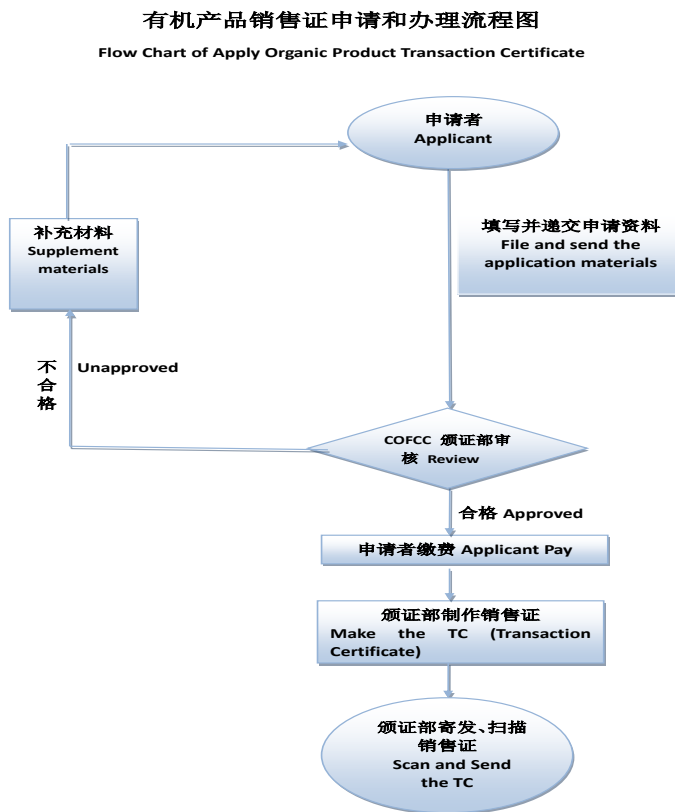 有机产品销售证申请和办理流程图
Flow Chart of Apply Organic Product Transaction Certificate
申请者
Applicant
填写并递交申请资料
File and send the
application materials
补充材料
Supplement
materials
不
合
格
Unapproved
COFCC 颁证部审
核 Review
合格 Approved
申请者缴费 Applicant Pay
颁证部制作销售证
Make the TC (Transaction
Certificate)
颁证部寄发、扫描
销售证
Scan and Send
the TC